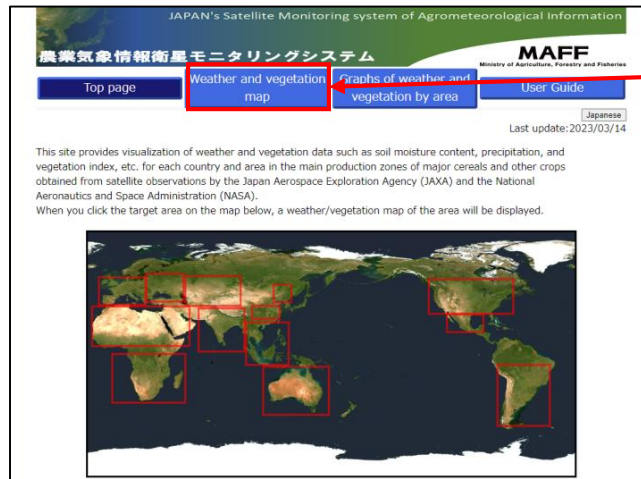 JAPAN's Satellite Monitoring system of Agrometeorological Information
農業気象情報衛星モニタリングシステム
MAFF
Ministry of Agriculture, Forestry and Fisheries
Top page
Weather and vegetation
map
Graphs of weather and
vegetation by area
User Guide
Japanese
Last update:2023/03/14
This site provides visualization of weather and vegetation data such as soil moisture content, precipitation, and
vegetation index, etc. for each country and area in the main production zones of major cereals and other crops
obtained from satellite observations by the Japan Aerospace Exploration Agency (JAXA) and the National
Aeronautics and Space Administration (NASA).
When you click the target area on the map below, a weather/vegetation map of the area will be displayed.